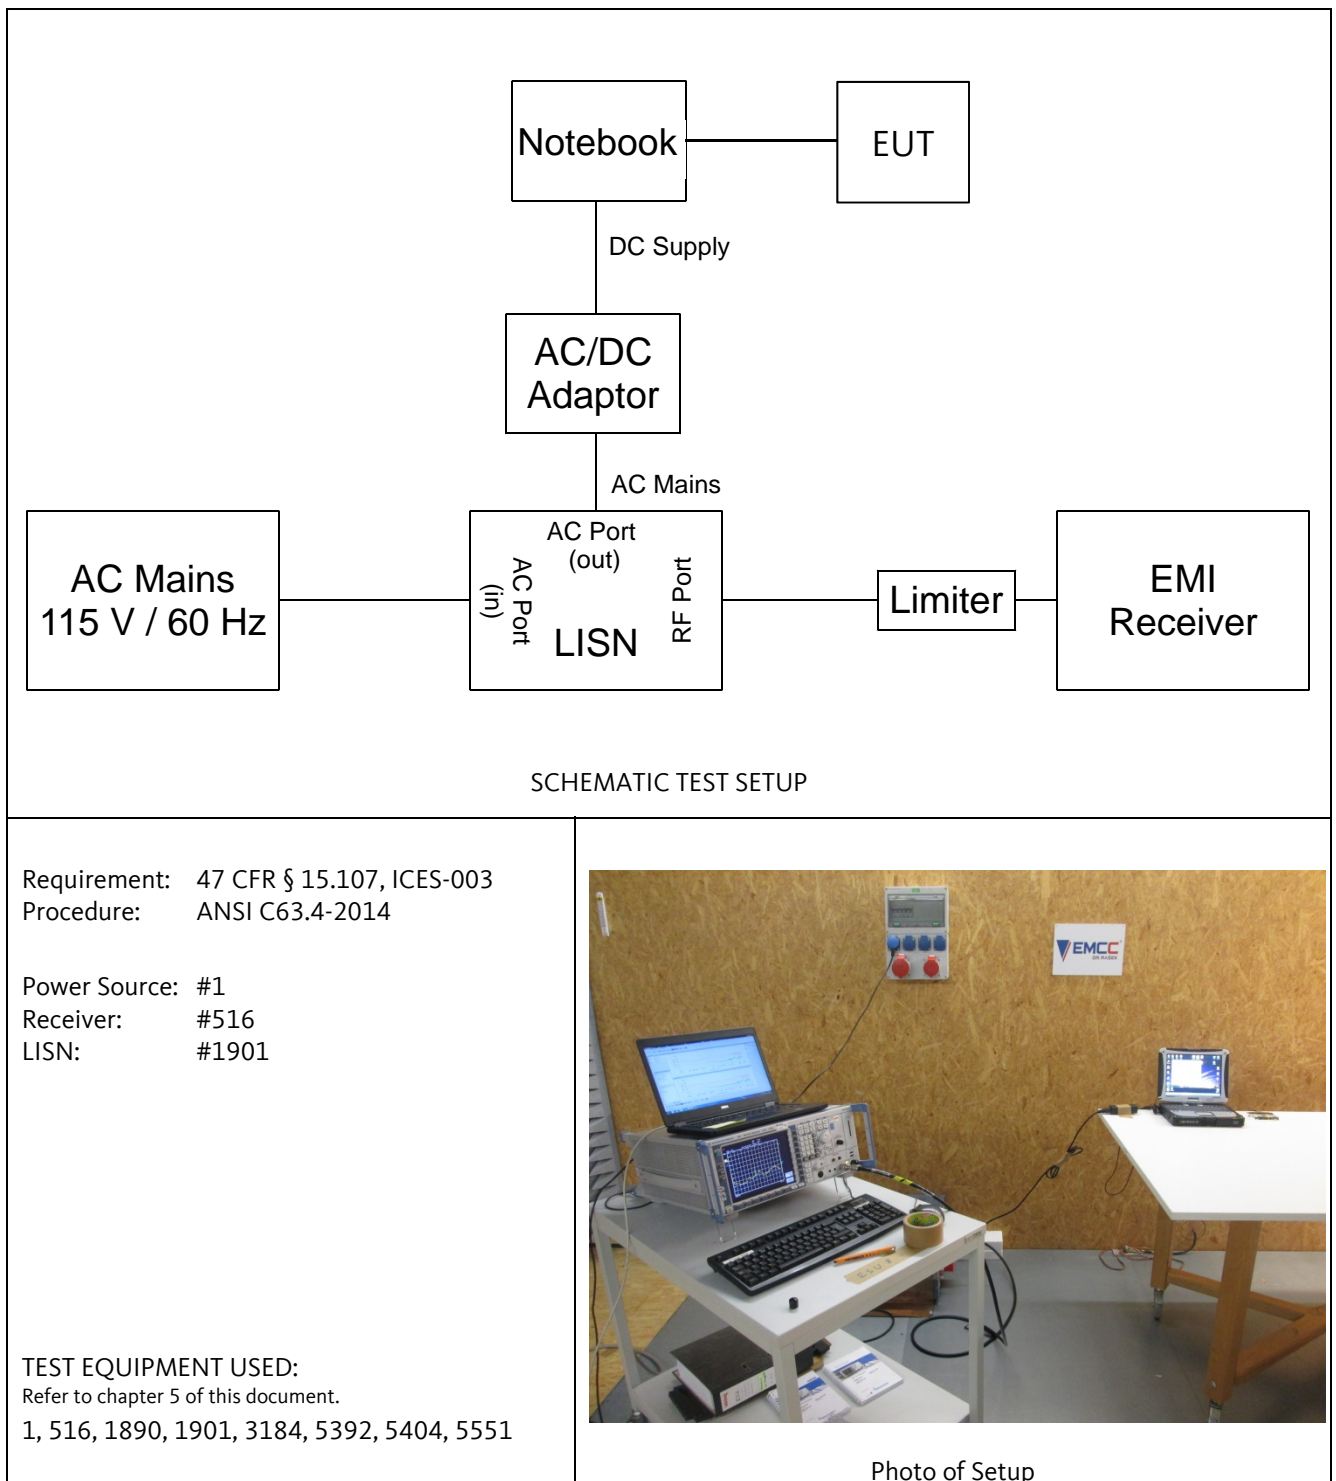 Notebook
EUT
DC Supply
AC/DC
Adaptor
AC Mains
AC Mains
115 V / 60 Hz
AC Port
(in)
AC Port
(out)
RF Port
LISN
Limiter
EMI
Receiver
SCHEMATIC TEST SETUP
Requirement: 47 CFR § 15.107, ICES-003
Procedure: ANSI C63.4-2014
Power Source: #1
Receiver: #516
LISN: #1901
TEST EQUIPMENT USED:
Refer to chapter 5 of this document.
1, 516, 1890, 1901, 3184, 5392, 5404, 5551
EMCC
DR. RAŠEK
Photo of Setup